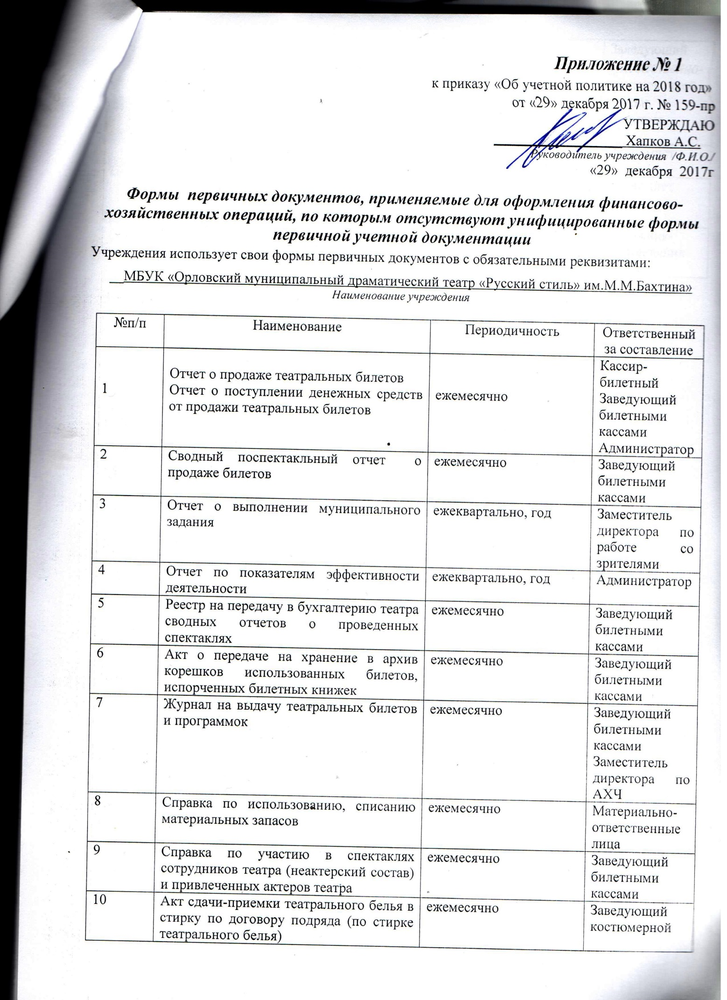 Приложение № 1
к приказу «Об учетной политике на 2018 год»
от «29» декабря 2017 г. № 159-пр
УТВЕРЖДАЮ
Хапков А.С.
Руководитель учреждения /Ф.И.О./
«29» декабря 2017г
Формы первичных документов, применяемые для оформления финансово-
хозяйственных операций, по которым отсутствуют унифицированные формы
первичной учетной документации
Учреждения использует свои формы первичных документов с обязательными реквизитами:
МБУК «Орловский муниципальный драматический театр «Русский стиль» им.М.М.Бахтина»
Наименование учреждения
№п/п
Наименование
Периодичность
Ответственный
за составление
1
Отчет о продаже театральных билетов
Отчет о поступлении денежных средств
от продажи театральных билетов
ежемесячно
Кассир-
билетный
Заведующий
билетными
кассами
Администратор
2
Сводный поспектакльный отчет о
продаже билетов
ежемесячно
Заведующий
билетными
кассами
3
Отчет о выполнении муниципального
задания
ежеквартально, год
Заместитель
директора по
работе со
зрителями
4
Отчет по показателям эффективности
деятельности
ежеквартально, год
Администратор
5
Реестр на передачу в бухгалтерию театра
сводных отчетов о проведенных
спектаклях
ежемесячно
Заведующий
билетными
кассами
6
Акт о передаче на хранение в архив
корешков использованных билетов,
испорченных билетных книжек
ежемесячно
Заведующий
билетными
кассами
7
Журнал на выдачу театральных билетов
и программок
ежемесячно
Заведующий
билетными
кассами
Заместитель
директора по
АХЧ
8
Справка по использованию, списанию
материальных запасов
ежемесячно
Материально-
ответственные
лица
9
Справка по участию в спектаклях
сотрудников театра (неактерский состав)
и привлеченных актеров театра
ежемесячно
Заведующий
билетными
кассами
10
Акт сдачи-приемки театрального белья в
стирку по договору подряда (по стирке
театрального белья)
ежемесячно
Заведующий
костюмерной